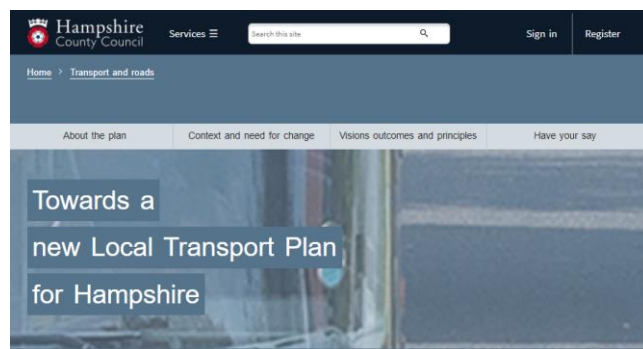 Hampshire
County Council
Services ☰
Search this site
Sign in
Register
Home > Transport and roads
About the plan
Context and need for change
Visions outcomes and principles
Have your say
Towards a
new Local Transport Plan
for Hampshire